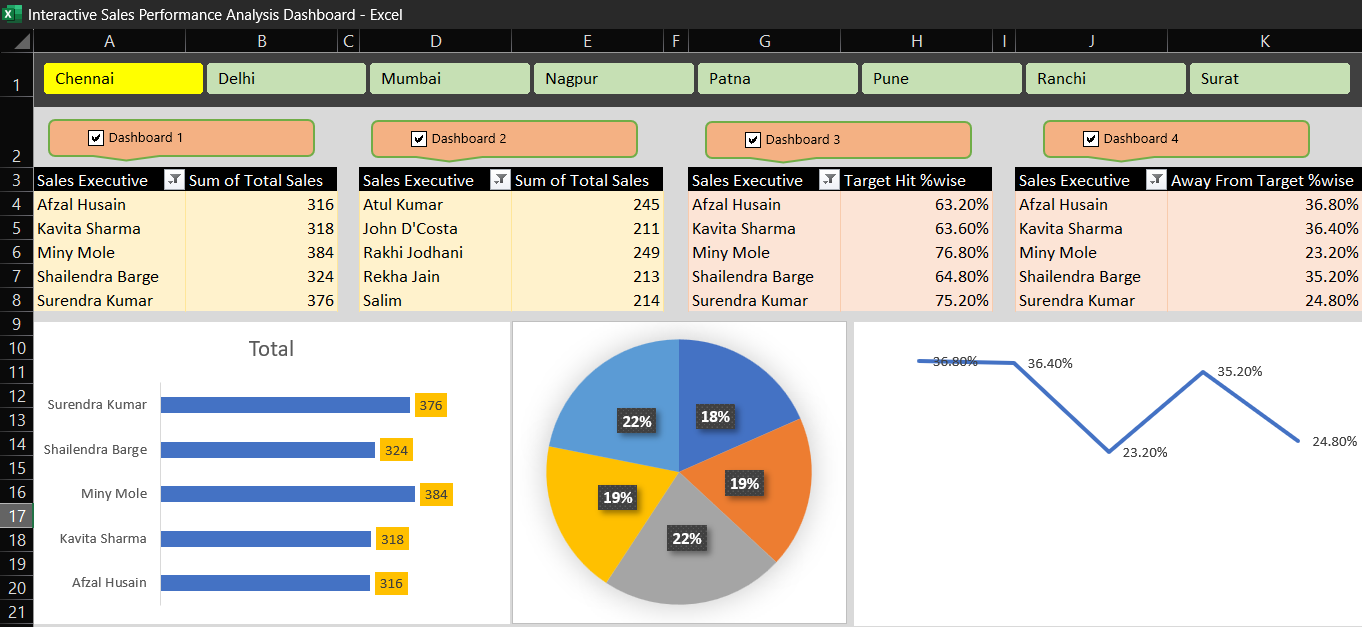 Interactive Sales Performance Analysis Dashboard - Excel
A B C D E F G H I J K
1 Chennai Delhi Mumbai Nagpur Patna Pune Ranchi Surat
2 Dashboard 1 Dashboard 2 Dashboard 3 Dashboard 4
3 Sales Executive Sum of Total Sales Sales Executive Sum of Total Sales Sales Executive Target Hit %wise Sales Executive Away From Target %wise
4 Afzal Husain 316 Atul Kumar 245 Afzal Husain 63.20% Afzal Husain 36.80%
5 Kavita Sharma 318 John D'Costa 211 Kavita Sharma 63.60% Kavita Sharma 36.40%
6 Miny Mole 384 Rakhi Jodhani 249 Miny Mole 76.80% Miny Mole 23.20%
7 Shailendra Barge 324 Rekha Jain 213 Shailendra Barge 64.80% Shailendra Barge 35.20%
8 Surendra Kumar 376 Salim 214 Surendra Kumar 75.20% Surendra Kumar 24.80%
9
10
11
12
13
14
15
16
17
18
19
20
21
Total
Surendra Kumar 376
Shailendra Barge 324
Miny Mole 384
Kavita Sharma 318
Afzal Husain 316
22% 18%
19% 19%
22%
36.80% 36.40%
35.20%
24.80%
23.20%